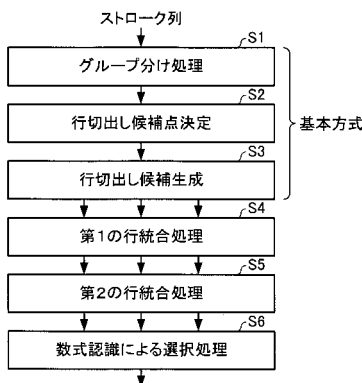 ストローク列
S1
グループ分け処理
S2
行切出し候補点決定
基本方式
S3
行切出し候補生成
S4
第1の行統合処理
S5
第2の行統合処理
S6
数式認識による選択処理